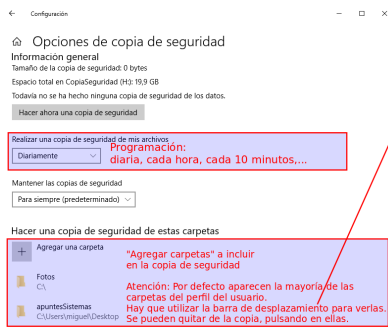 Configuración
Opciones de copia de seguridad
Información general
Tamaño de la copia de seguridad: 0 bytes
Espacio total en CopiaSeguridad (H:): 19,9 GB
Todavía no se ha hecho ninguna copia de seguridad de los datos.
Hacer ahora una copia de seguridad
Realizar una copia de seguridad de mis archivos
Diariamente
Programación:
diaria, cada hora, cada 10 minutos,...
Mantener las copias de seguridad
Para siempre (predeterminado)
Hacer una copia de seguridad de estas carpetas
Agregar una carpeta
"Agregar carpetas" a incluir
en la copia de seguridad
Fotos
C:\
Atención: Por defecto aparecen la mayoría de las
carpetas del perfil del usuario.
apuntesSistemas
C:\Users\miguel\Desktop
Hay que utilizar la barra de desplazamiento para verlas.
Se pueden quitar de la copia, pulsando en ellas.